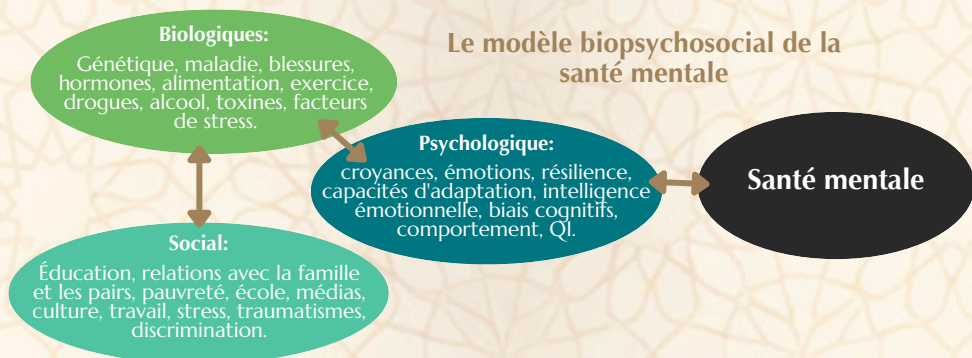 Le modèle biopsychosocial de la
santé mentale
Biologiques:
Génétique, maladie, blessures,
hormones, alimentation, exercice,
drogues, alcool, toxines, facteurs
de stress.
Psychologique:
croyances, émotions, résilience,
capacités d'adaptation, intelligence
émotionnelle, biais cognitifs,
comportement, QI.
Santé mentale
Social:
Éducation, relations avec la famille
et les pairs, pauvreté, école, médias,
culture, travail, stress, traumatismes,
discrimination.